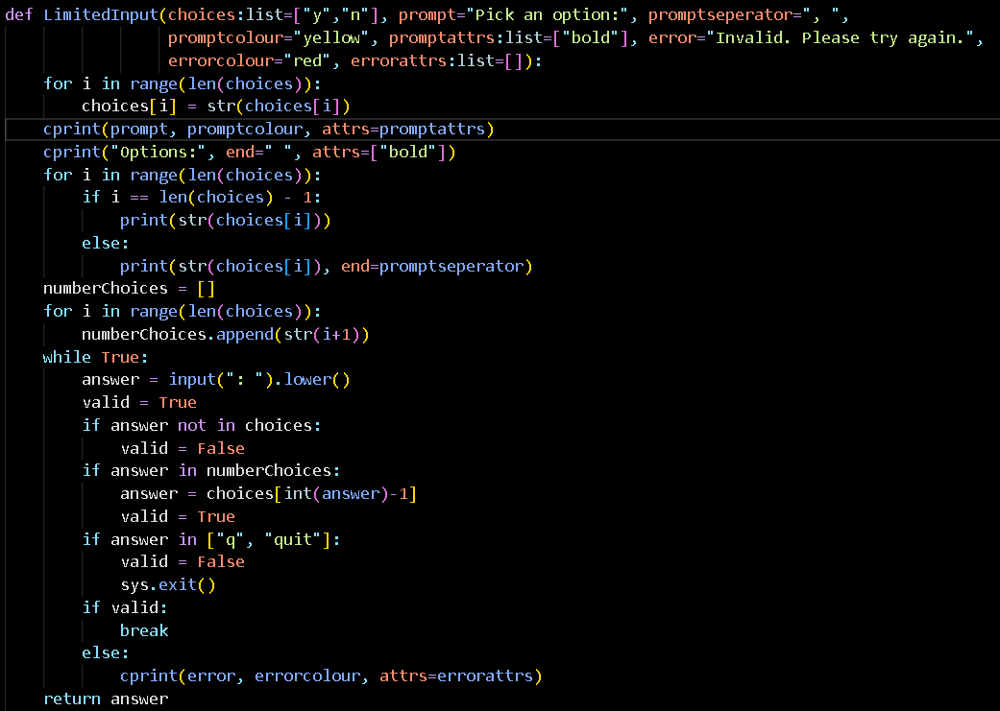 def LimitedInput(choices:list=["y","n"], prompt="Pick an option:", promptseperator=", ",
                 promptcolour="yellow", promptattrs:list=["bold"], error="Invalid. Please try again.",
                 errorcolour="red", errorattrs:list=[]):
    for i in range(len(choices)):
        choices[i] = str(choices[i])
    cprint(prompt, promptcolour, attrs=promptattrs)
    cprint("Options:", end=" ", attrs=["bold"])
    for i in range(len(choices)):
        if i == len(choices) - 1:
            print(str(choices[i]))
        else:
            print(str(choices[i]), end=promptseperator)
    numberChoices = []
    for i in range(len(choices)):
        numberChoices.append(str(i+1))
    while True:
        answer = input(": ").lower()
        valid = True
        if answer not in choices:
            valid = False
        if answer in numberChoices:
            answer = choices[int(answer)-1]
            valid = True
        if answer in ["q", "quit"]:
            valid = False
            sys.exit()
        if valid:
            break
        else:
            cprint(error, errorcolour, attrs=errorattrs)
    return answer